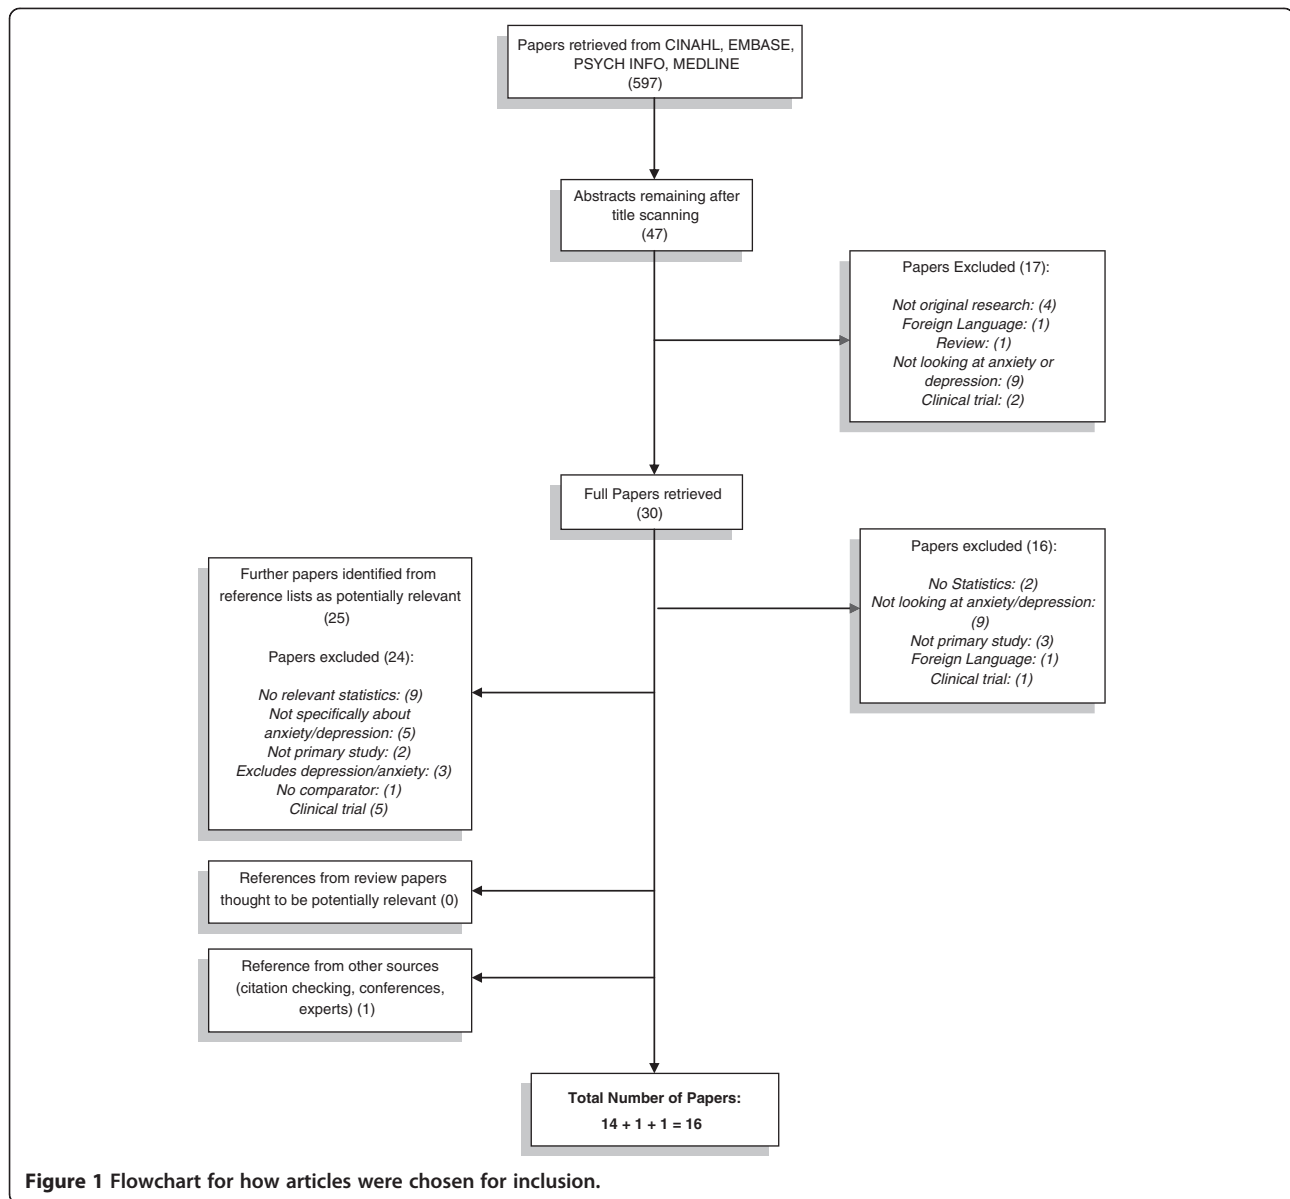 Papers retrieved from CINAHL, EMBASE,
PSYCH INFO, MEDLINE
(597)
Abstracts remaining after
title scanning
(47)
Papers Excluded (17):
Not original research: (4)
Foreign Language: (1)
Review: (1)
Not looking at anxiety or
depression: (9)
Clinical trial: (2)
Full Papers retrieved
(30)
Papers excluded (16):
No Statistics: (2)
Not looking at anxiety/depression:
(9)
Not primary study: (3)
Foreign Language: (1)
Clinical trial: (1)
Further papers identified from
reference lists as potentially relevant
(25)
Papers excluded (24):
No relevant statistics: (9)
Not specifically about
anxiety/depression: (5)
Not primary study: (2)
Excludes depression/anxiety: (3)
No comparator: (1)
Clinical trial (5)
References from review papers
thought to be potentially relevant (0)
Reference from other sources
(citation checking, conferences,
experts) (1)
Total Number of Papers:
14 + 1 + 1 = 16
Figure 1 Flowchart for how articles were chosen for inclusion.